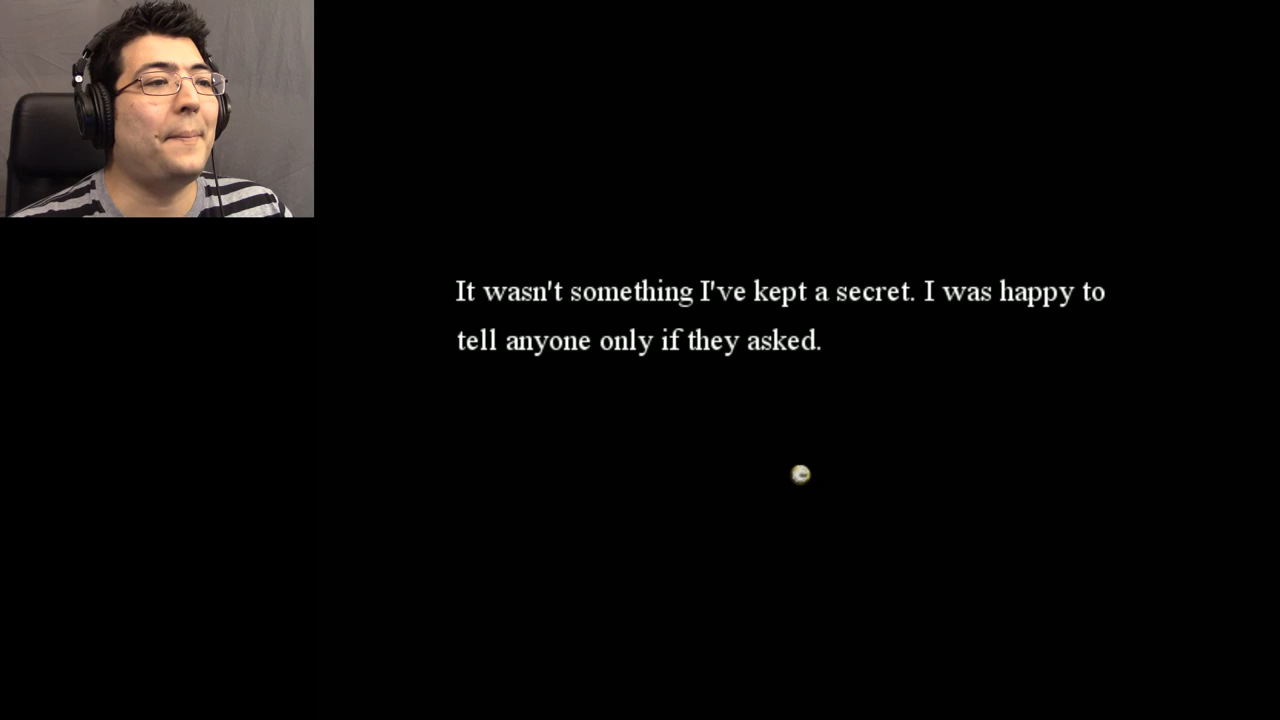 It wasn't something I've kept a secret. I was happy to
tell anyone only if they asked.